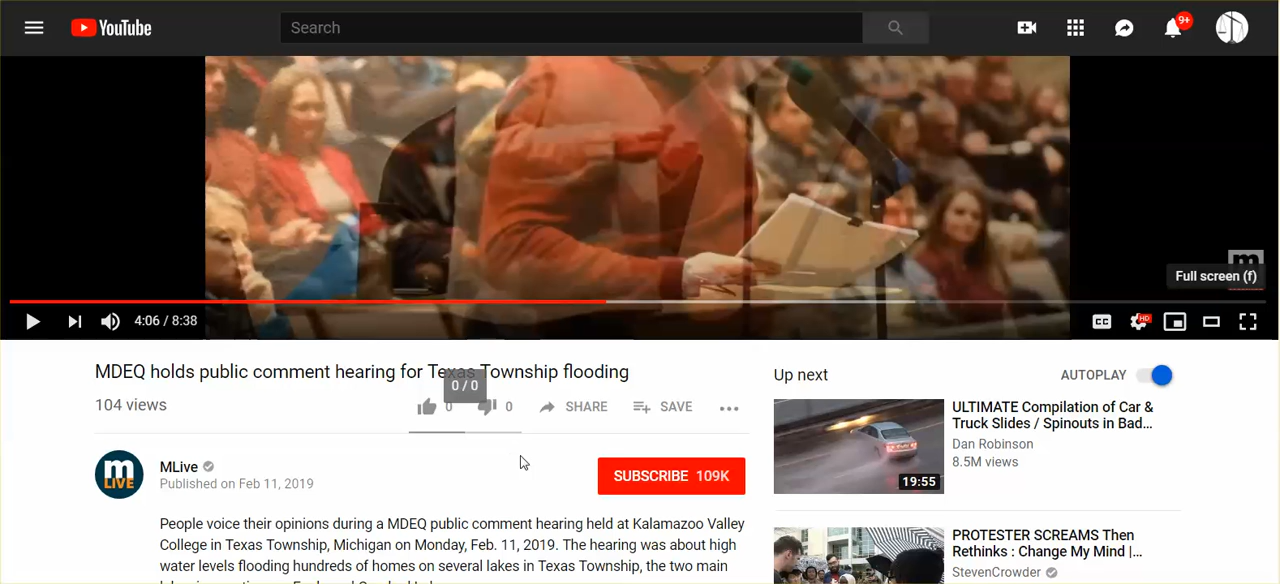 YouTube
Search
9+
m
Full screen (f)
4:06 / 8:38
CC
HD
MDEQ holds public comment hearing for Texas Township flooding
0 / 0
104 views
0
0
SHARE
SAVE
m
LIVE
MLive
Published on Feb 11, 2019
SUBSCRIBE 109K
People voice their opinions during a MDEQ public comment hearing held at Kalamazoo Valley
College in Texas Township, Michigan on Monday, Feb. 11, 2019. The hearing was about high
water levels flooding hundreds of homes on several lakes in Texas Township, the two main
Up next
AUTOPLAY
19:55
ULTIMATE Compilation of Car &
Truck Slides / Spinouts in Bad...
Dan Robinson
8.5M views
PROTESTER SCREAMS Then
Rethinks : Change My Mind |...
StevenCrowder